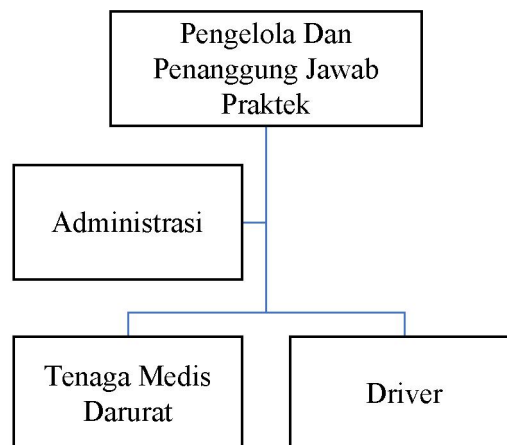 Pengelola Dan
Penanggung Jawab
Praktek
Administrasi
Tenaga Medis
Darurat
Driver